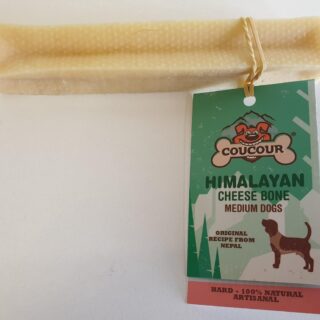 COUCOUR
HIMALAYAN
CHEESE BONE
MEDIUM DOGS
ORIGINAL
RECIPE FROM
NEPAL
HARD - 100% NATURAL
ARTISANAL